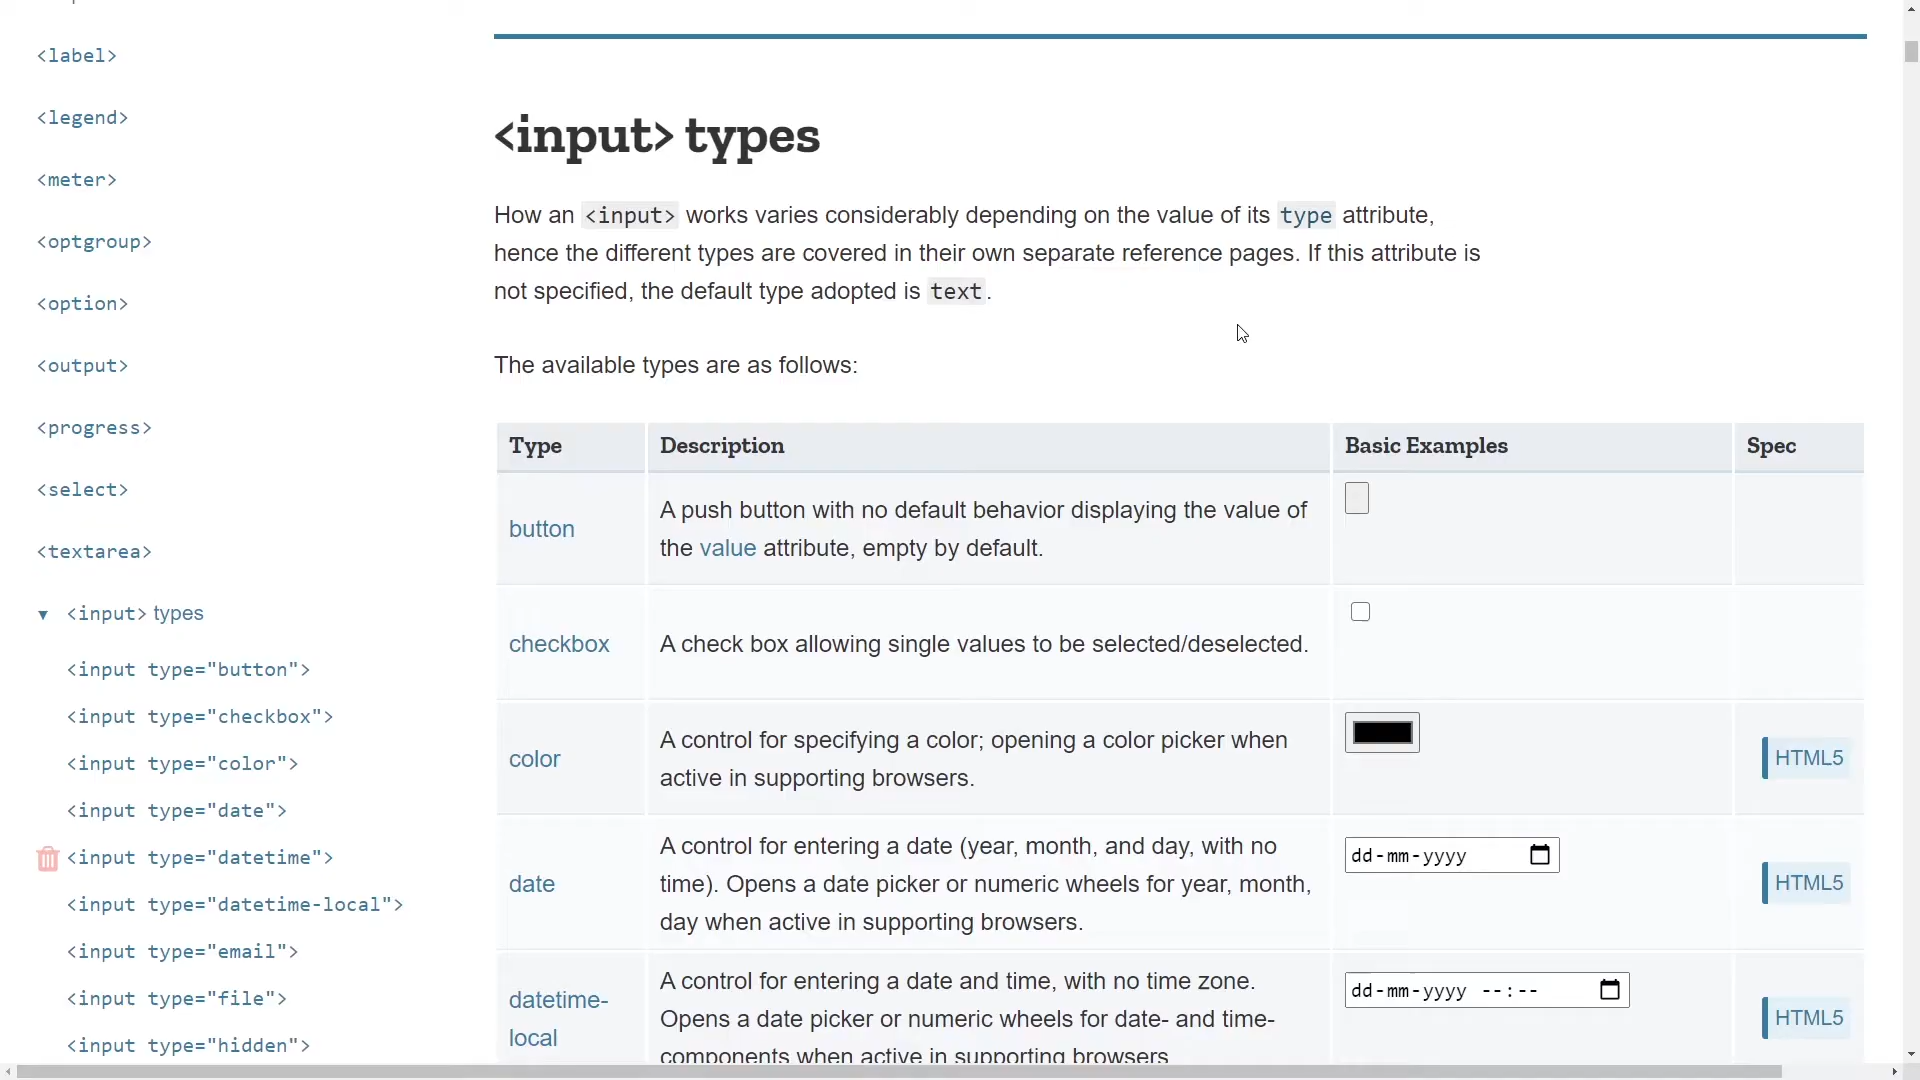 <label>
<legend>
<meter>
<optgroup>
<option>
<output>
<progress>
<select>
<textarea>
▼ <input> types
<input type="button">
<input type="checkbox">
<input type="color">
<input type="date">
<input type="datetime">
<input type="datetime-local">
<input type="email">
<input type="file">
<input type="hidden">
<input> types
How an <input> works varies considerably depending on the value of its type attribute,
hence the different types are covered in their own separate reference pages. If this attribute is
not specified, the default type adopted is text.
The available types are as follows:
Type Description Basic Examples Spec
button
A push button with no default behavior displaying the value of
the value attribute, empty by default.
checkbox
A check box allowing single values to be selected/deselected.
color
A control for specifying a color; opening a color picker when
active in supporting browsers.
HTML5
date
A control for entering a date (year, month, and day, with no
time). Opens a date picker or numeric wheels for year, month,
day when active in supporting browsers.
dd-mm-yyyy
HTML5
datetime-
local
A control for entering a date and time, with no time zone.
Opens a date picker or numeric wheels for date- and time-
components when active in supporting browsers
dd-mm-yyyy --:--
HTML5